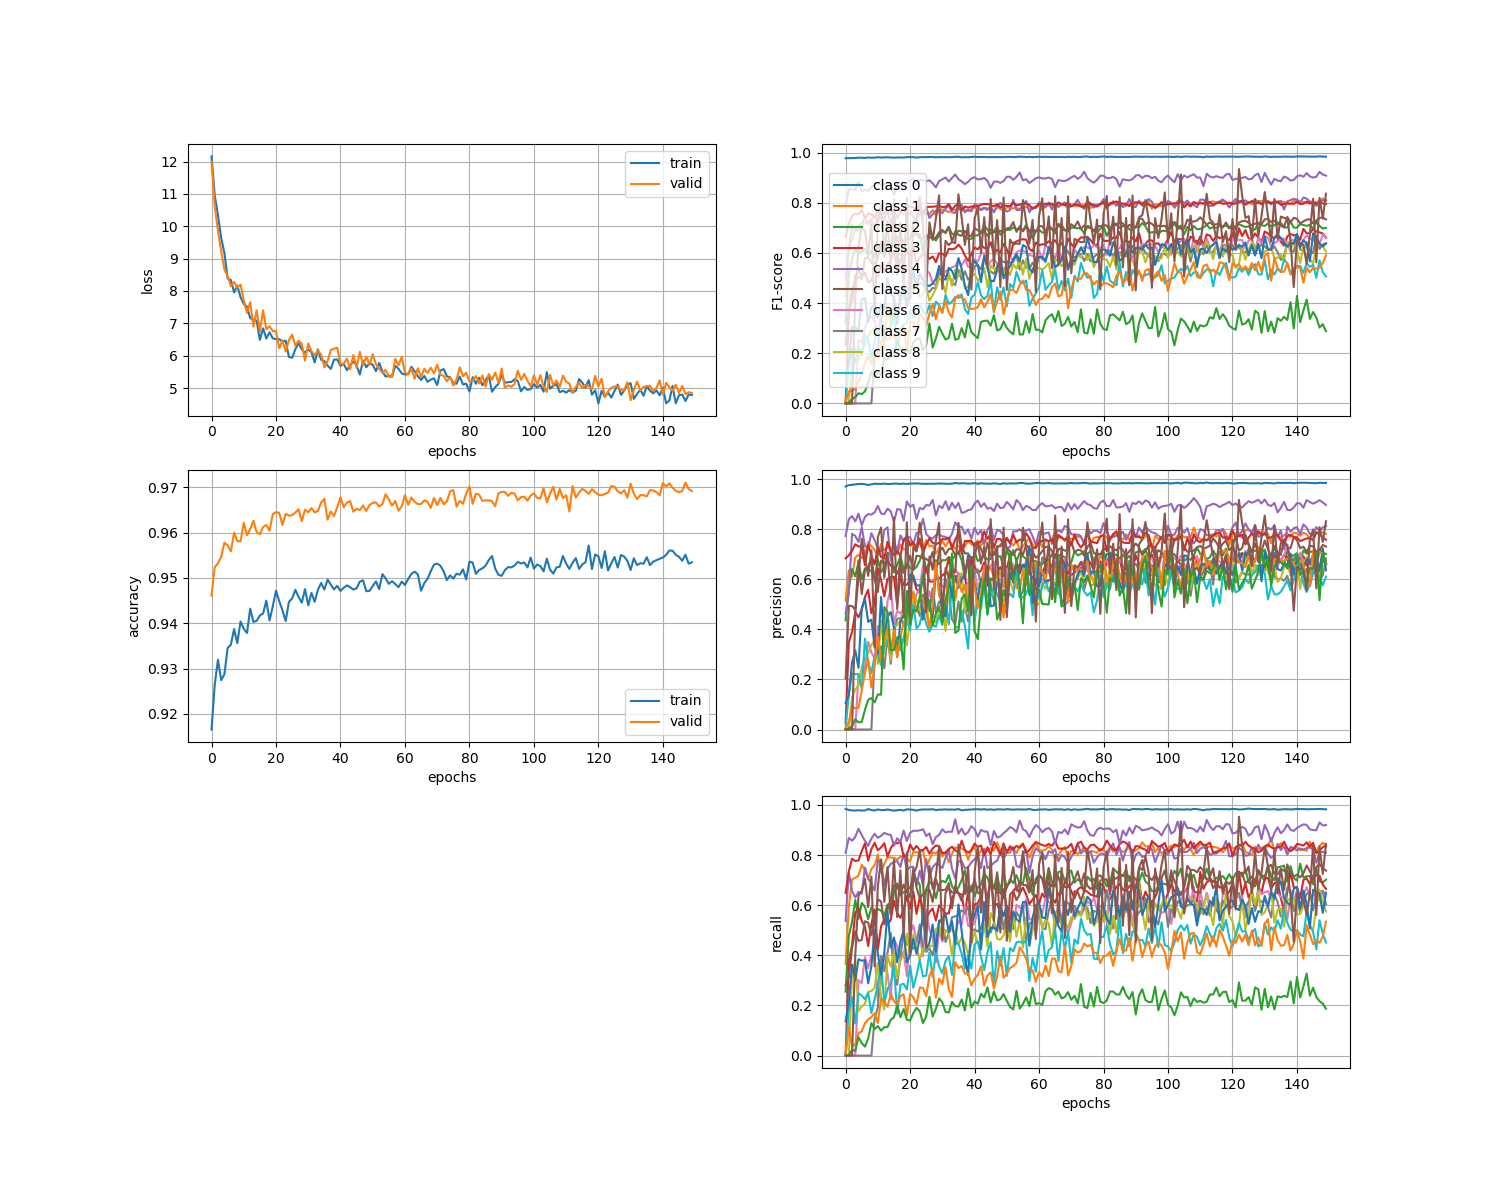 loss
12
11
10
9
8
7
6
5
train
valid
0 20 40 60 80 100 120 140
epochs
F1-score
1.0
0.8
0.6
0.4
0.2
0.0
class 0
class 1
class 2
class 3
class 4
class 5
class 6
class 7
class 8
class 9
0 20 40 60 80 100 120 140
epochs
accuracy
0.97
0.96
0.95
0.94
0.93
0.92
train
valid
0 20 40 60 80 100 120 140
epochs
precision
1.0
0.8
0.6
0.4
0.2
0.0
0 20 40 60 80 100 120 140
epochs
recall
1.0
0.8
0.6
0.4
0.2
0.0
0 20 40 60 80 100 120 140
epochs